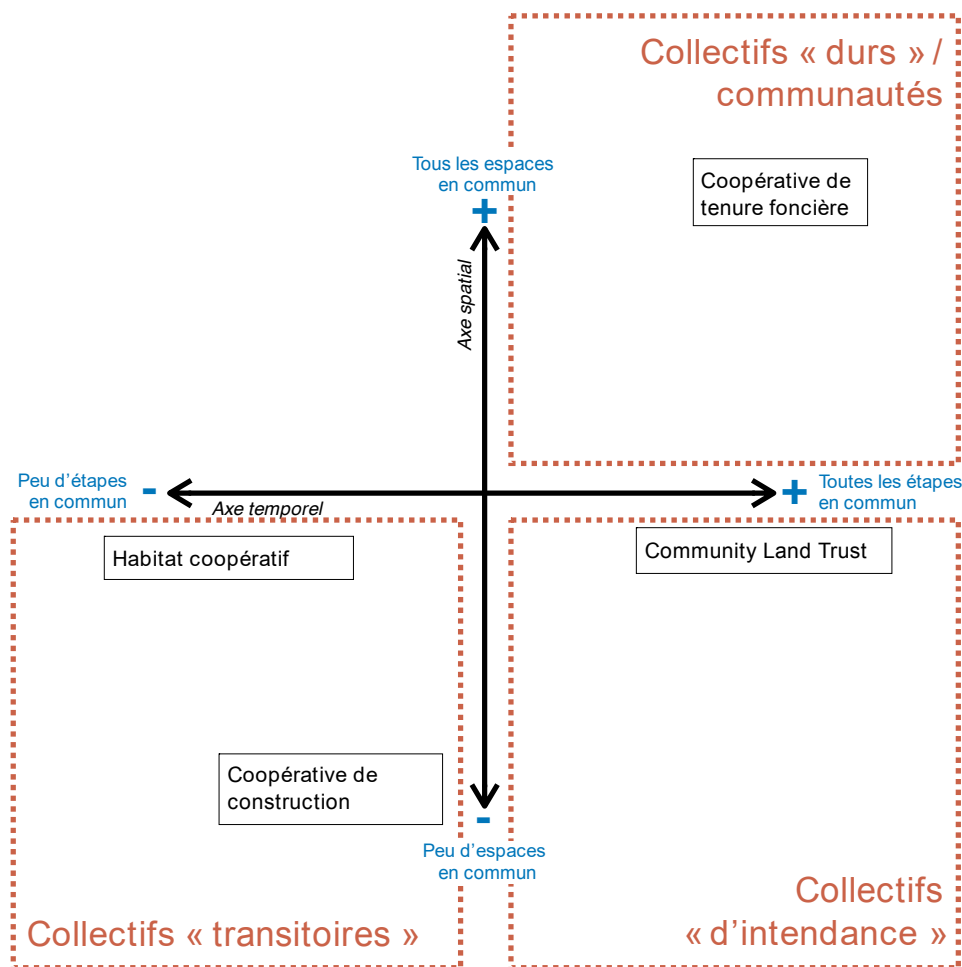 Collectifs « durs » /
communautés
Tous les espaces
en commun
+
Coopérative de
tenure foncière
Axe spatial
Peu d’étapes
en commun
-
Axe temporel
+
Toutes les étapes
en commun
Habitat coopératif
Community Land Trust
Coopérative de
construction
-
Peu d’espaces
en commun
Collectifs « transitoires »
Collectifs
« d’intendance »